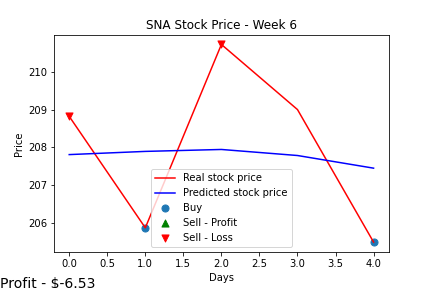 SNA Stock Price - Week 6
Price
210
209
208
207
206
Real stock price
Predicted stock price
Buy
Sell - Profit
Sell - Loss
0.0 0.5 1.0 1.5 2.0 2.5 3.0 3.5 4.0
Days
Profit - $-6.53